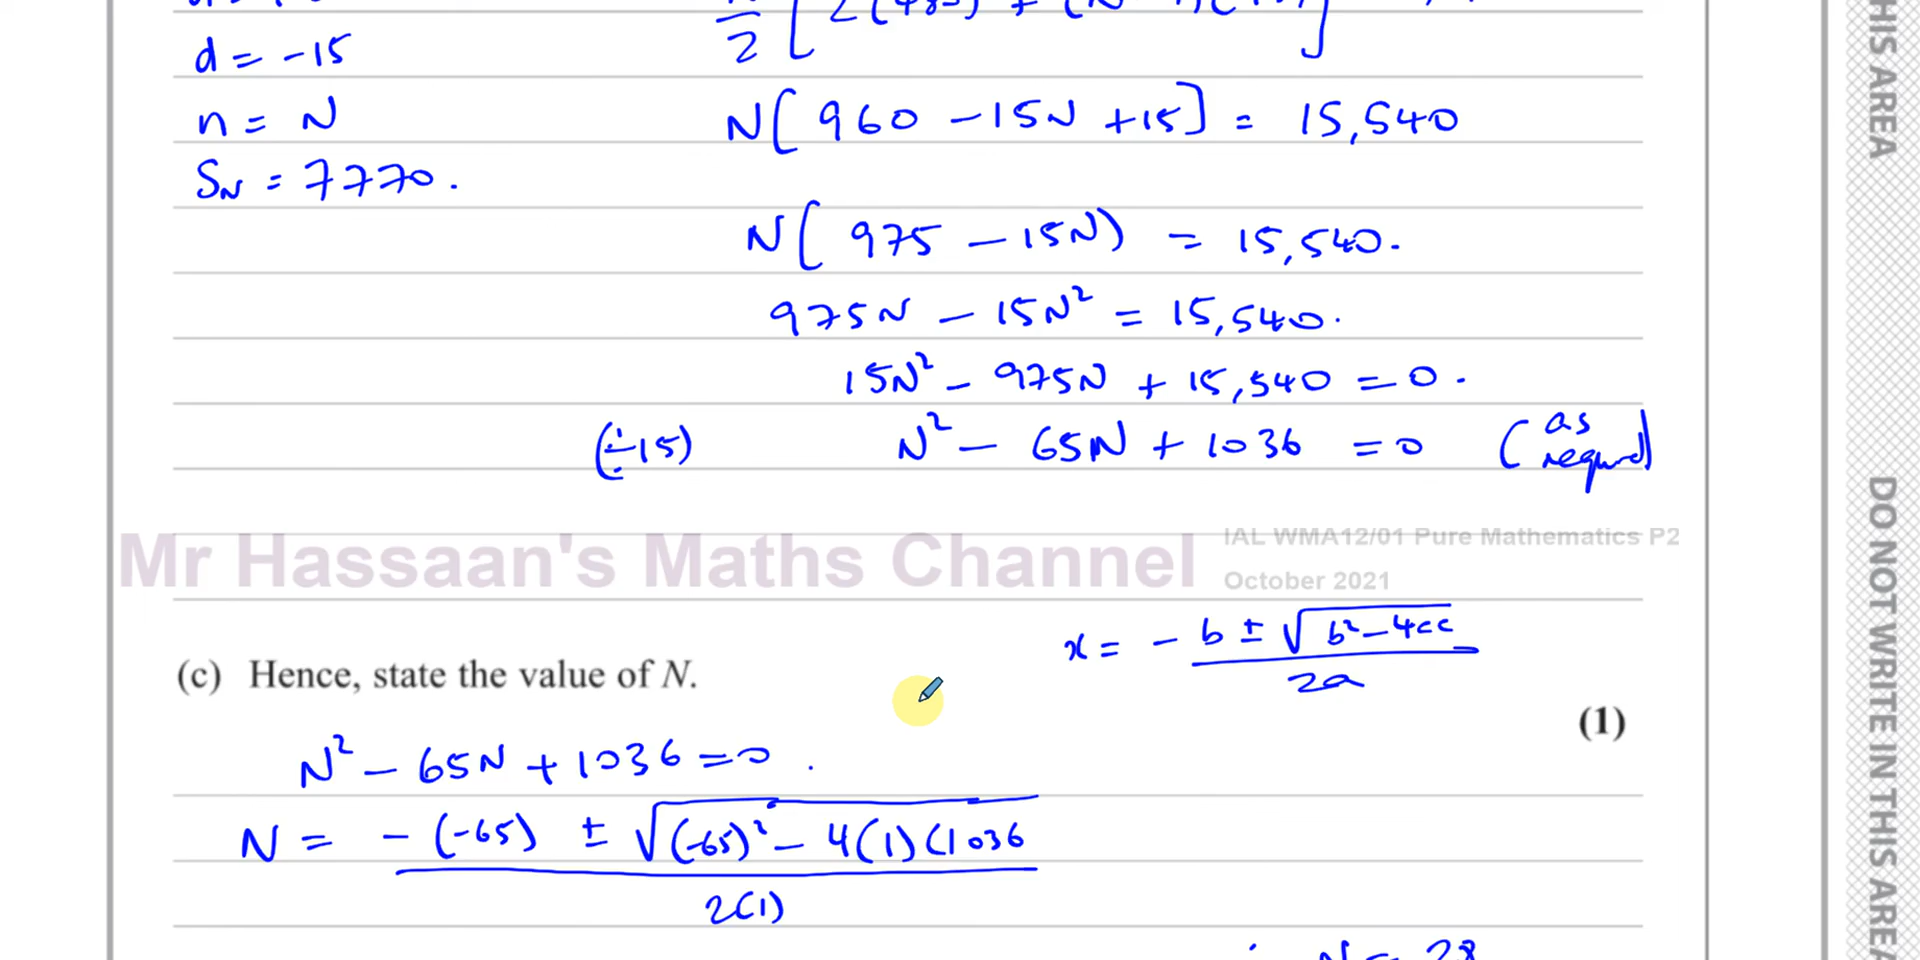 d = -15
2
n = N
N[960 - 15N + 15] = 15,540
S_N = 7770.
N(975 - 15N) = 15,540.
975N - 15N² = 15,540.
15N² - 975N + 15,540 = 0.
(÷15) N² - 65N + 1036 = 0 (as
Mr Hassaan's Maths Channel
IAL WMA12/01 Pure Mathematics P2
October 2021
x = -b ± √b² - 4ac
2a
(c) Hence, state the value of N.
(1)
N² - 65N + 1036 = 0.
N = -(-65) ± √(-65)² - 4(1)(1036
2(1)
∴ N = 28
HIS AREA
DO NOT WRITE IN THIS AREA